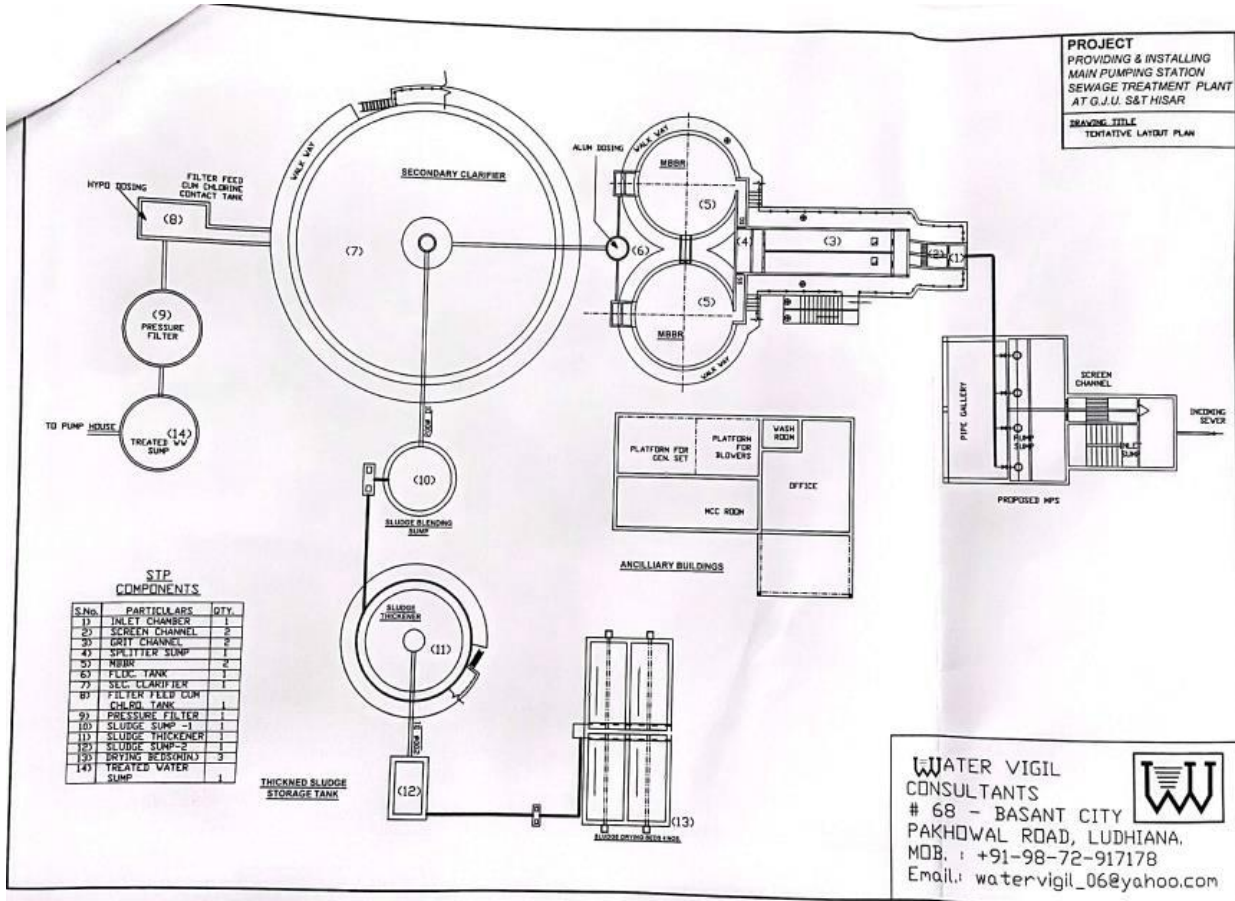 PROJECT
PROVIDING & INSTALLING
MAIN PUMPING STATION
SEWAGE TREATMENT PLANT
AT G.J.U. S&T HISAR
DRAWING TITLE
TENTATIVE LAYOUT PLAN
WALK WAY
SECONDARY CLARIFIER
(7)
ALUM DOSING
WALK WAY
MBBR
(5)
(6)
(4)
(3)
(2)
(1)
(5)
MBBR
WALK WAY
HYPO DOSING
FILTER FEED
CUM CHLORINE
CONTACT TANK
(8)
(9)
PRESSURE
FILTER
TO PUMP HOUSE
(14)
TREATED WW
SUMP
(10)
SLUDGE BLENDING
SUMP
SLUDGE
THICKENER
(11)
THICKNED SLUDGE
STORAGE TANK
(12)
(13)
SLUDGE DRYING BEDS
PLATFORM FOR
GEN. SET
PLATFORM
FOR
BLOWERS
WASH
ROOM
OFFICE
MCC ROOM
ANCILLIARY BUILDINGS
PIPE GALLERY
PUMP
SUMP
SCREEN
CHANNEL
INLET
SUMP
INCOMING
SEWER
PROPOSED MPS
STP
COMPONENTS
S.No. PARTICULARS QTY.
1) INLET CHAMBER 1
2) SCREEN CHANNEL 2
3) GRIT CHANNEL 2
4) SPLITTER SUMP 1
5) MBBR 2
6) FLOC. TANK 1
7) SEC. CLARIFIER 1
8) FILTER FEED CUM
CHLRO. TANK 1
9) PRESSURE FILTER 1
10) SLUDGE SUMP -1 1
11) SLUDGE THICKENER 1
12) SLUDGE SUMP-2 1
13) DRYING BEDS(MIN.) 3
14) TREATED WATER
SUMP 1
WATER VIGIL
CONSULTANTS
# 68 - BASANT CITY
PAKHOWAL ROAD, LUDHIANA.
MOB. : +91-98-72-917178
Email.: watervigil_06@yahoo.com